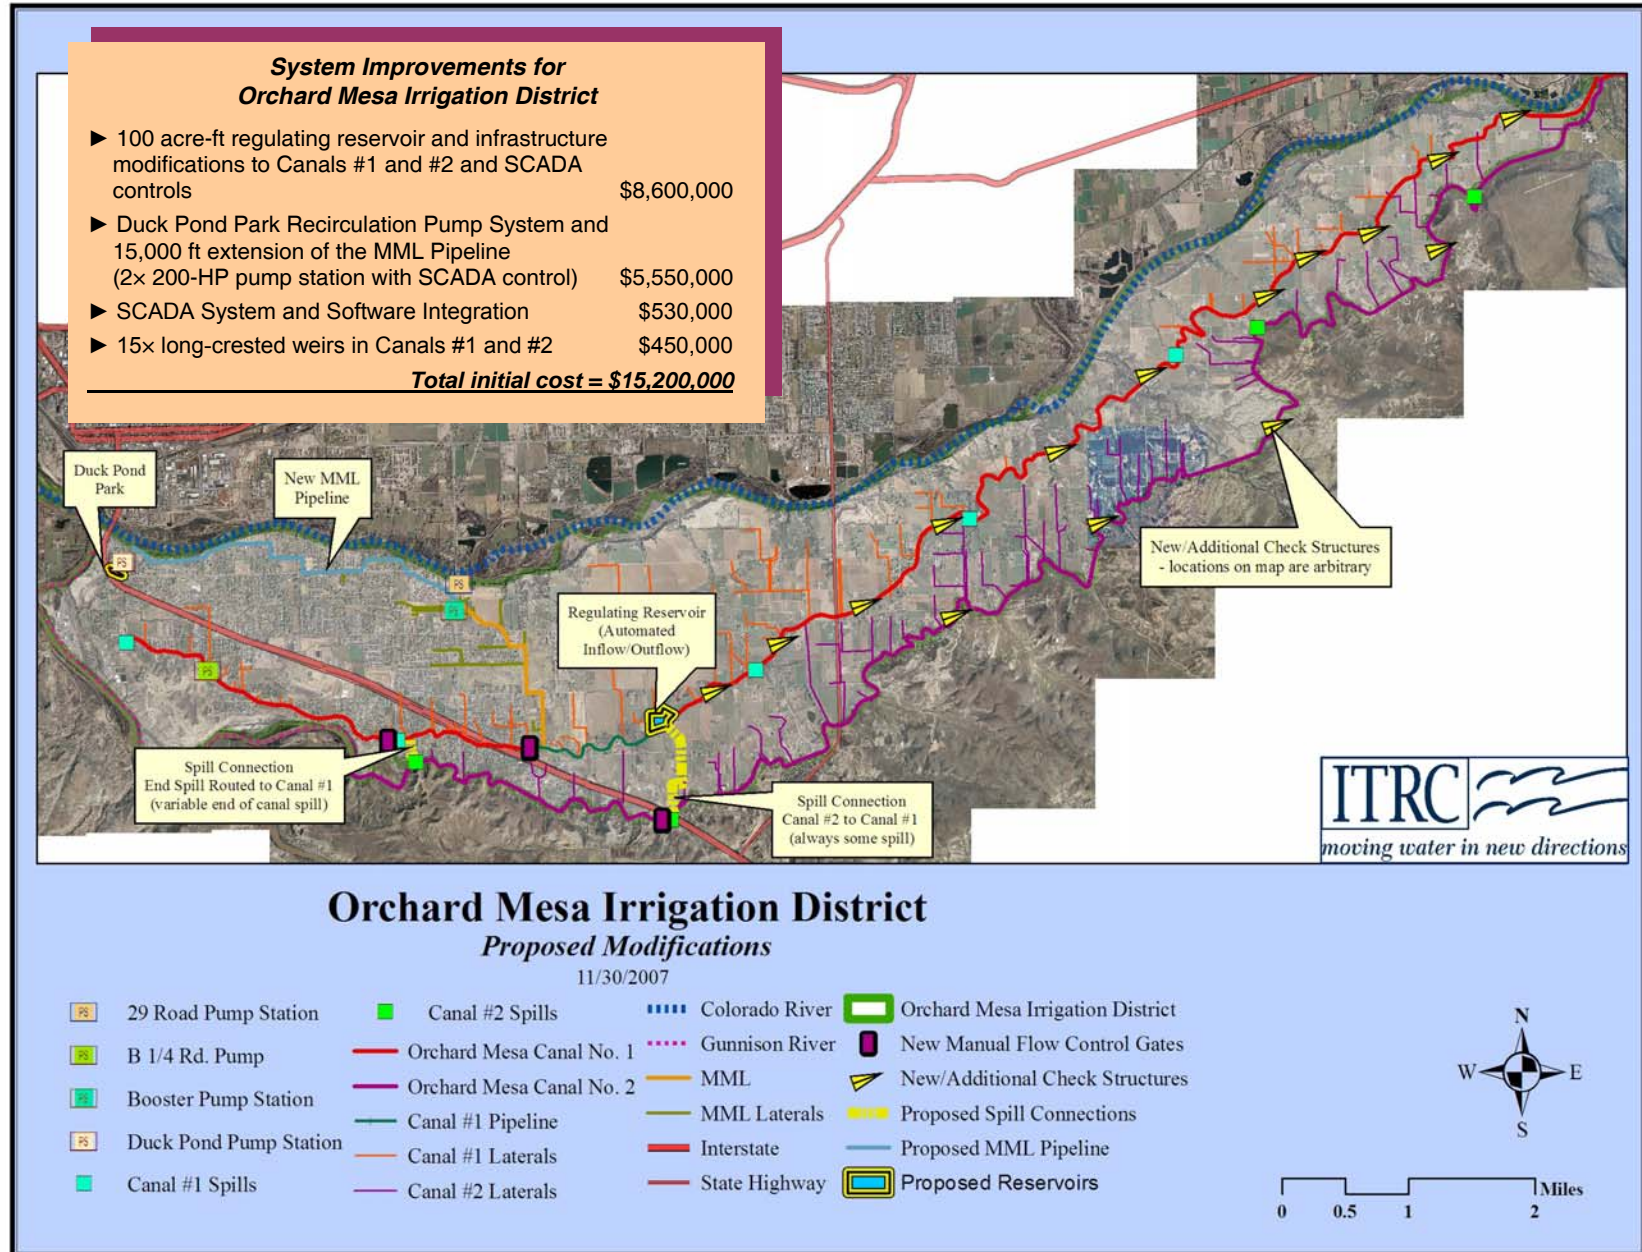 System Improvements for
Orchard Mesa Irrigation District
► 100 acre-ft regulating reservoir and infrastructure
modifications to Canals #1 and #2 and SCADA
controls $8,600,000
► Duck Pond Park Recirculation Pump System and
15,000 ft extension of the MML Pipeline
(2× 200-HP pump station with SCADA control) $5,550,000
► SCADA System and Software Integration $530,000
► 15× long-crested weirs in Canals #1 and #2 $450,000
Total initial cost = $15,200,000
Duck Pond
Park
New MML
Pipeline
PS
PS
PS
PS
Regulating Reservoir
(Automated
Inflow/Outflow)
New/Additional Check Structures
- locations on map are arbitrary
Spill Connection
End Spill Routed to Canal #1
(variable end of canal spill)
Spill Connection
Canal #2 to Canal #1
(always some spill)
ITRC
moving water in new directions
Orchard Mesa Irrigation District
Proposed Modifications
11/30/2007
PS 29 Road Pump Station
PS B 1/4 Rd. Pump
PS Booster Pump Station
PS Duck Pond Pump Station
Canal #1 Spills
Canal #2 Spills
Orchard Mesa Canal No. 1
Orchard Mesa Canal No. 2
Canal #1 Pipeline
Canal #1 Laterals
Canal #2 Laterals
Colorado River
Gunnison River
MML
MML Laterals
Interstate
State Highway
Orchard Mesa Irrigation District
New Manual Flow Control Gates
New/Additional Check Structures
Proposed Spill Connections
Proposed MML Pipeline
Proposed Reservoirs
N
W E
S
Miles
0 0.5 1 2